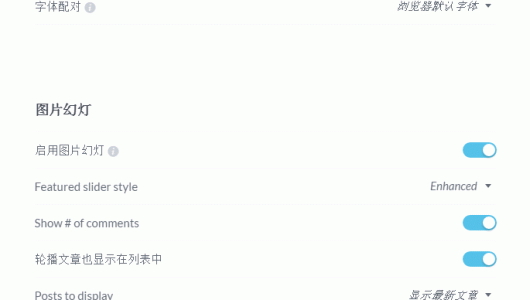 字体配对
浏览器默认字体
图片幻灯
启用图片幻灯
Featured slider style
Enhanced
Show # of comments
轮播文章也显示在列表中
Posts to display
显示最新文章